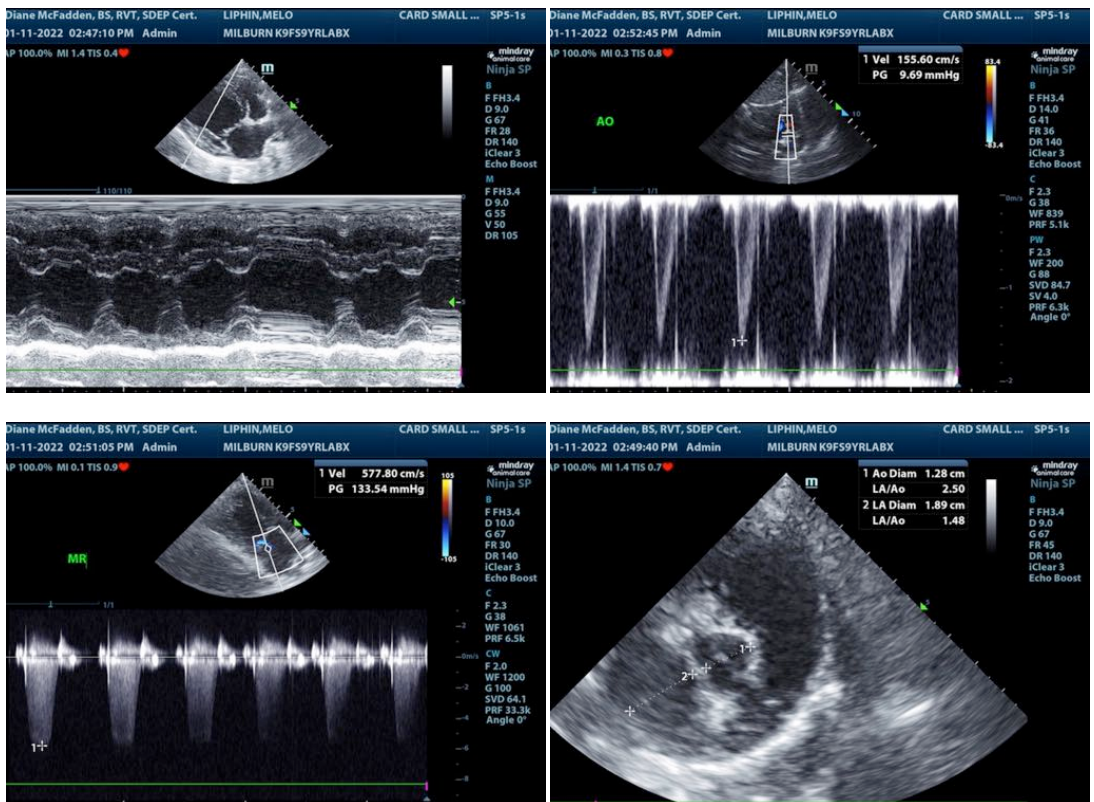 Diane McFadden, BS, RVT, SDEP Cert. LIPHIN,MELO CARD SMALL ... SP5-1s
01-11-2022 02:47:10 PM Admin MILBURN K9FS9YRLABX
AP 100.0% MI 1.4 TIS 0.4
m
mindray
animalcare
Ninja SP
B
F FH3.4
D 9.0
G 67
FR 28
DR 140
iClear 3
Echo Boost
M
F FH3.4
D 9.0
G 55
V 50
DR 105
5
110/110
0
5
Diane McFadden, BS, RVT, SDEP Cert. LIPHIN,MELO CARD SMALL ... SP5-1s
01-11-2022 02:52:45 PM Admin MILBURN K9FS9YRLABX
AP 100.0% MI 0.3 TIS 0.8
1 Vel 155.60 cm/s
PG 9.69 mmHg
m
83.4
-83.4
AO
10
mindray
animalcare
Ninja SP
B
F FH3.4
D 14.0
G 41
FR 36
DR 140
iClear 3
Echo Boost
C
F 2.3
G 38
WF 839
PRF 5.1k
PW
F 2.3
WF 200
G 88
SVD 84.7
SV 4.0
PRF 6.3k
Angle 0°
1/1
0m/s
-1
-2
1
Diane McFadden, BS, RVT, SDEP Cert. LIPHIN,MELO CARD SMALL ... SP5-1s
01-11-2022 02:51:05 PM Admin MILBURN K9FS9YRLABX
AP 100.0% MI 0.1 TIS 0.9
1 Vel 577.80 cm/s
PG 133.54 mmHg
m
105
-105
MR
5
mindray
animalcare
Ninja SP
B
F FH3.4
D 10.0
G 67
FR 30
DR 140
iClear 3
Echo Boost
C
F 2.3
G 38
WF 1061
PRF 6.5k
CW
F 2.0
WF 1200
G 100
SVD 64.1
PRF 33.3k
Angle 0°
1/1
-2
0m/s
-2
-4
-6
-8
1
Diane McFadden, BS, RVT, SDEP Cert. LIPHIN,MELO CARD SMALL ... SP5-1s
01-11-2022 02:49:40 PM Admin MILBURN K9FS9YRLABX
AP 100.0% MI 1.4 TIS 0.7
1 Ao Diam 1.28 cm
LA/Ao 2.50
2 LA Diam 1.89 cm
LA/Ao 1.48
m
mindray
animalcare
Ninja SP
B
F FH3.4
D 9.0
G 67
FR 45
DR 140
iClear 3
Echo Boost
5
1
2